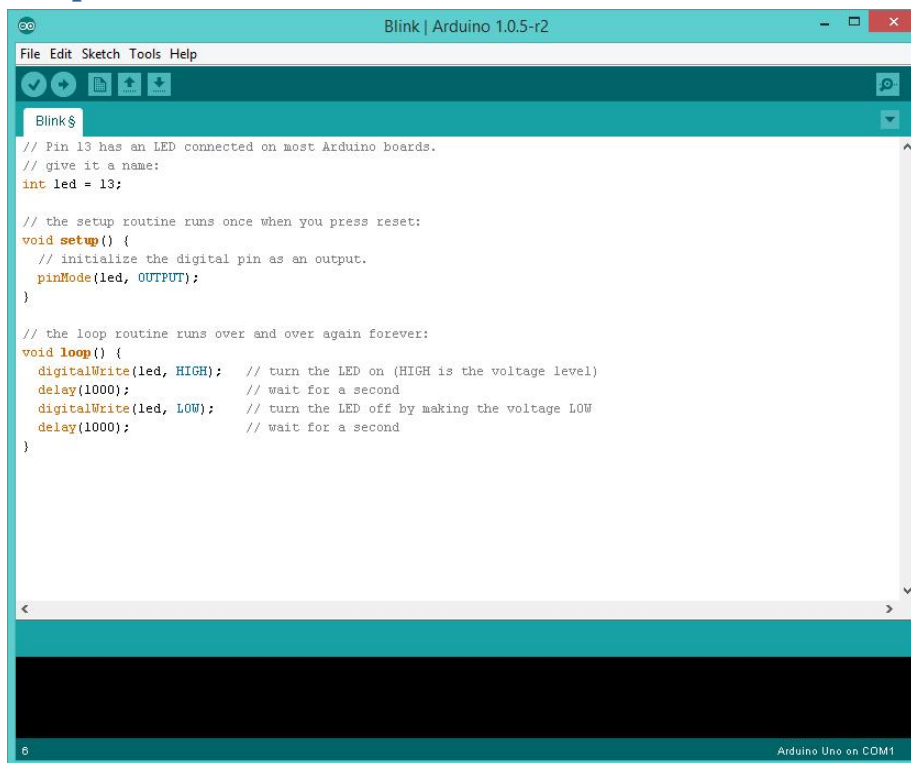 Blink | Arduino 1.0.5-r2
File Edit Sketch Tools Help
Blink§
// Pin 13 has an LED connected on most Arduino boards.
// give it a name:
int led = 13;
// the setup routine runs once when you press reset:
void setup() {
  // initialize the digital pin as an output.
  pinMode(led, OUTPUT);
}
// the loop routine runs over and over again forever:
void loop() {
  digitalWrite(led, HIGH);   // turn the LED on (HIGH is the voltage level)
  delay(1000);               // wait for a second
  digitalWrite(led, LOW);    // turn the LED off by making the voltage LOW
  delay(1000);               // wait for a second
}
6
Arduino Uno on COM1